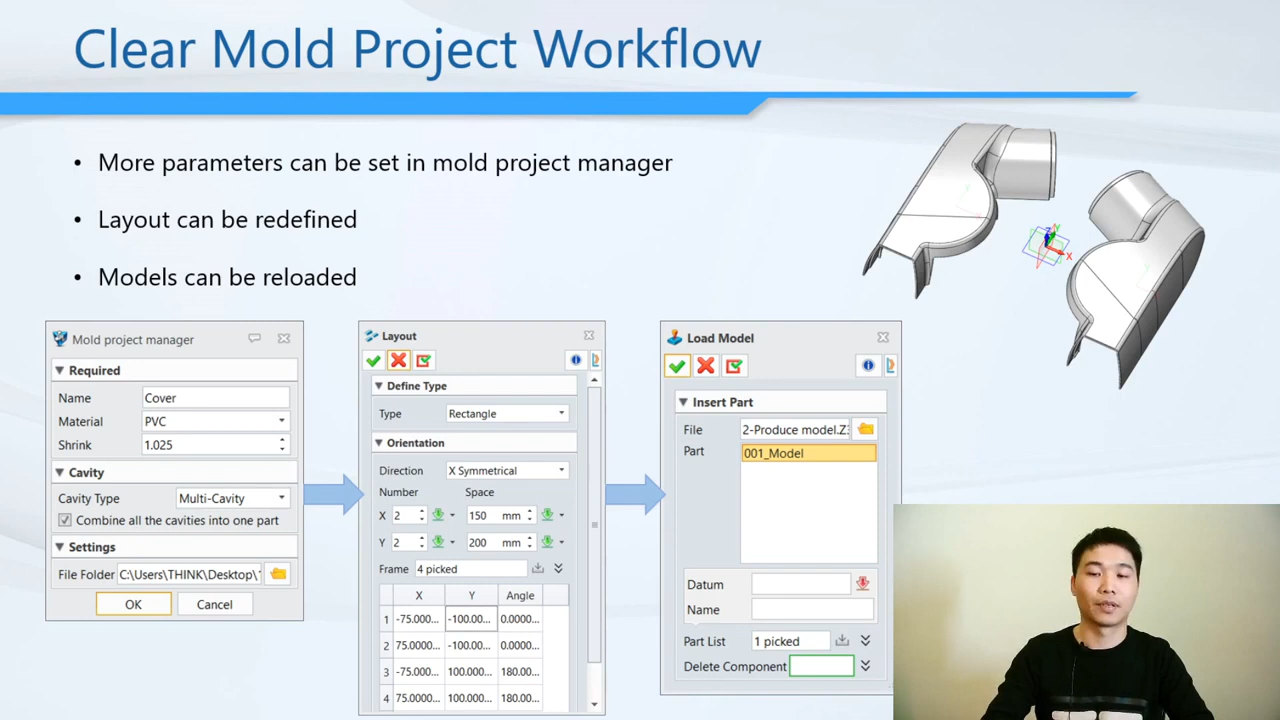 Clear Mold Project Workflow
• More parameters can be set in mold project manager
• Layout can be redefined
• Models can be reloaded
Mold project manager
Required
Name Cover
Material PVC
Shrink 1.025
Cavity
Cavity Type Multi-Cavity
Combine all the cavities into one part
Settings
File Folder C:\Users\THINK\Desktop\
OK Cancel
Layout
Define Type
Type Rectangle
Orientation
Direction X Symmetrical
Number Space
X 2 150 mm
Y 2 200 mm
Frame 4 picked
X Y Angle
1 -75.000... -100.00... 0.0000...
2 75.0000... -100.00... 0.0000...
3 -75.000... 100.000... 180.00...
4 75.0000... 100.000... 180.00...
Load Model
Insert Part
File 2-Produce model.Z3
Part 001_Model
Datum
Name
Part List 1 picked
Delete Component
Z Y
X